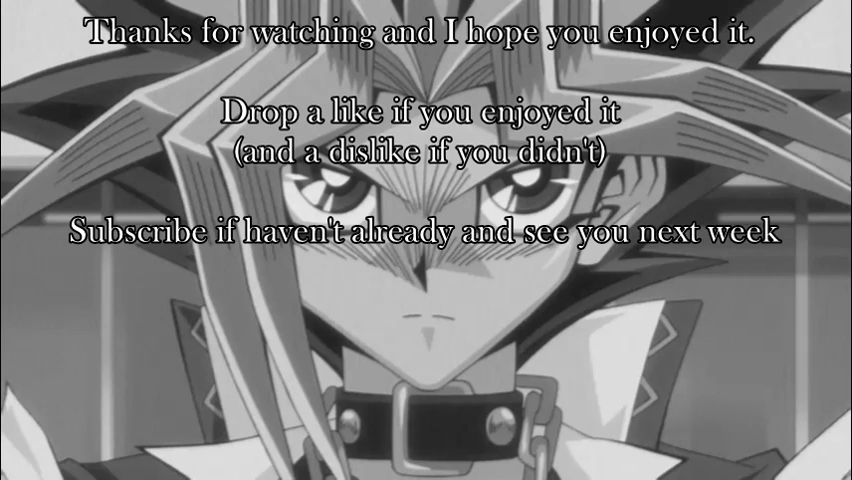 Thanks for watching and I hope you enjoyed it.
Drop a like if you enjoyed it
(and a dislike if you didn't)
Subscribe if haven't already and see you next week